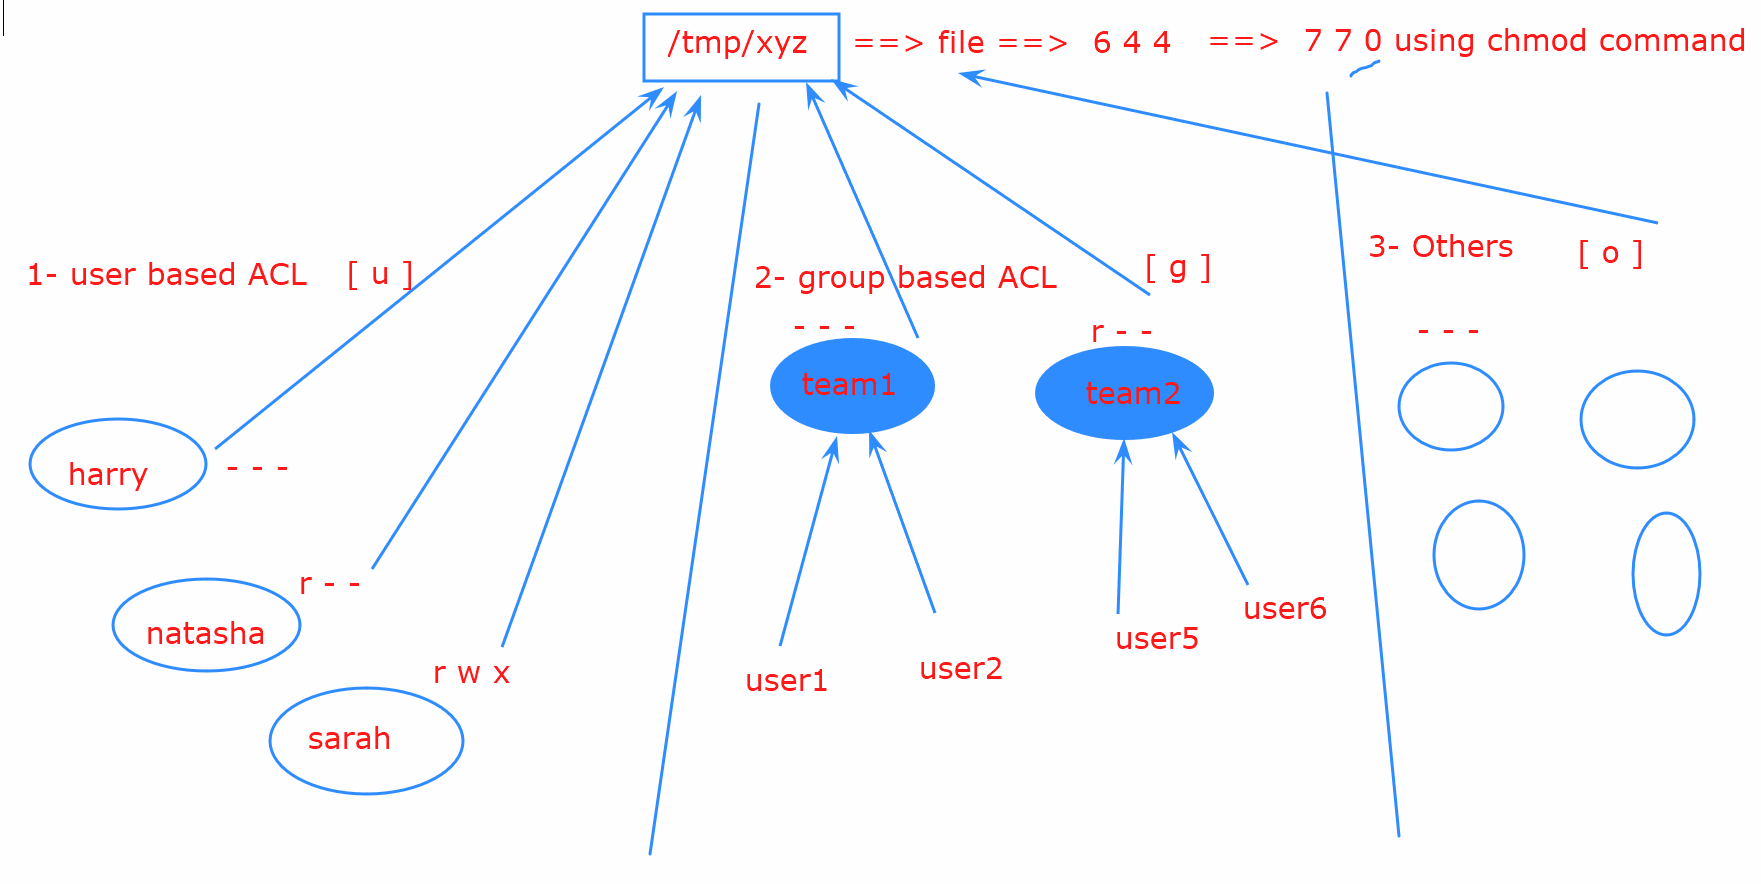 /tmp/xyz ==> file ==> 6 4 4 ==> 7 7 0 using chmod command
1- user based ACL [ u ]
2- group based ACL [ g ]
3- Others [ o ]
- - -
r - -
- - -
team1
team2
harry - - -
r - -
natasha
user1
user2
user5
user6
r w x
sarah